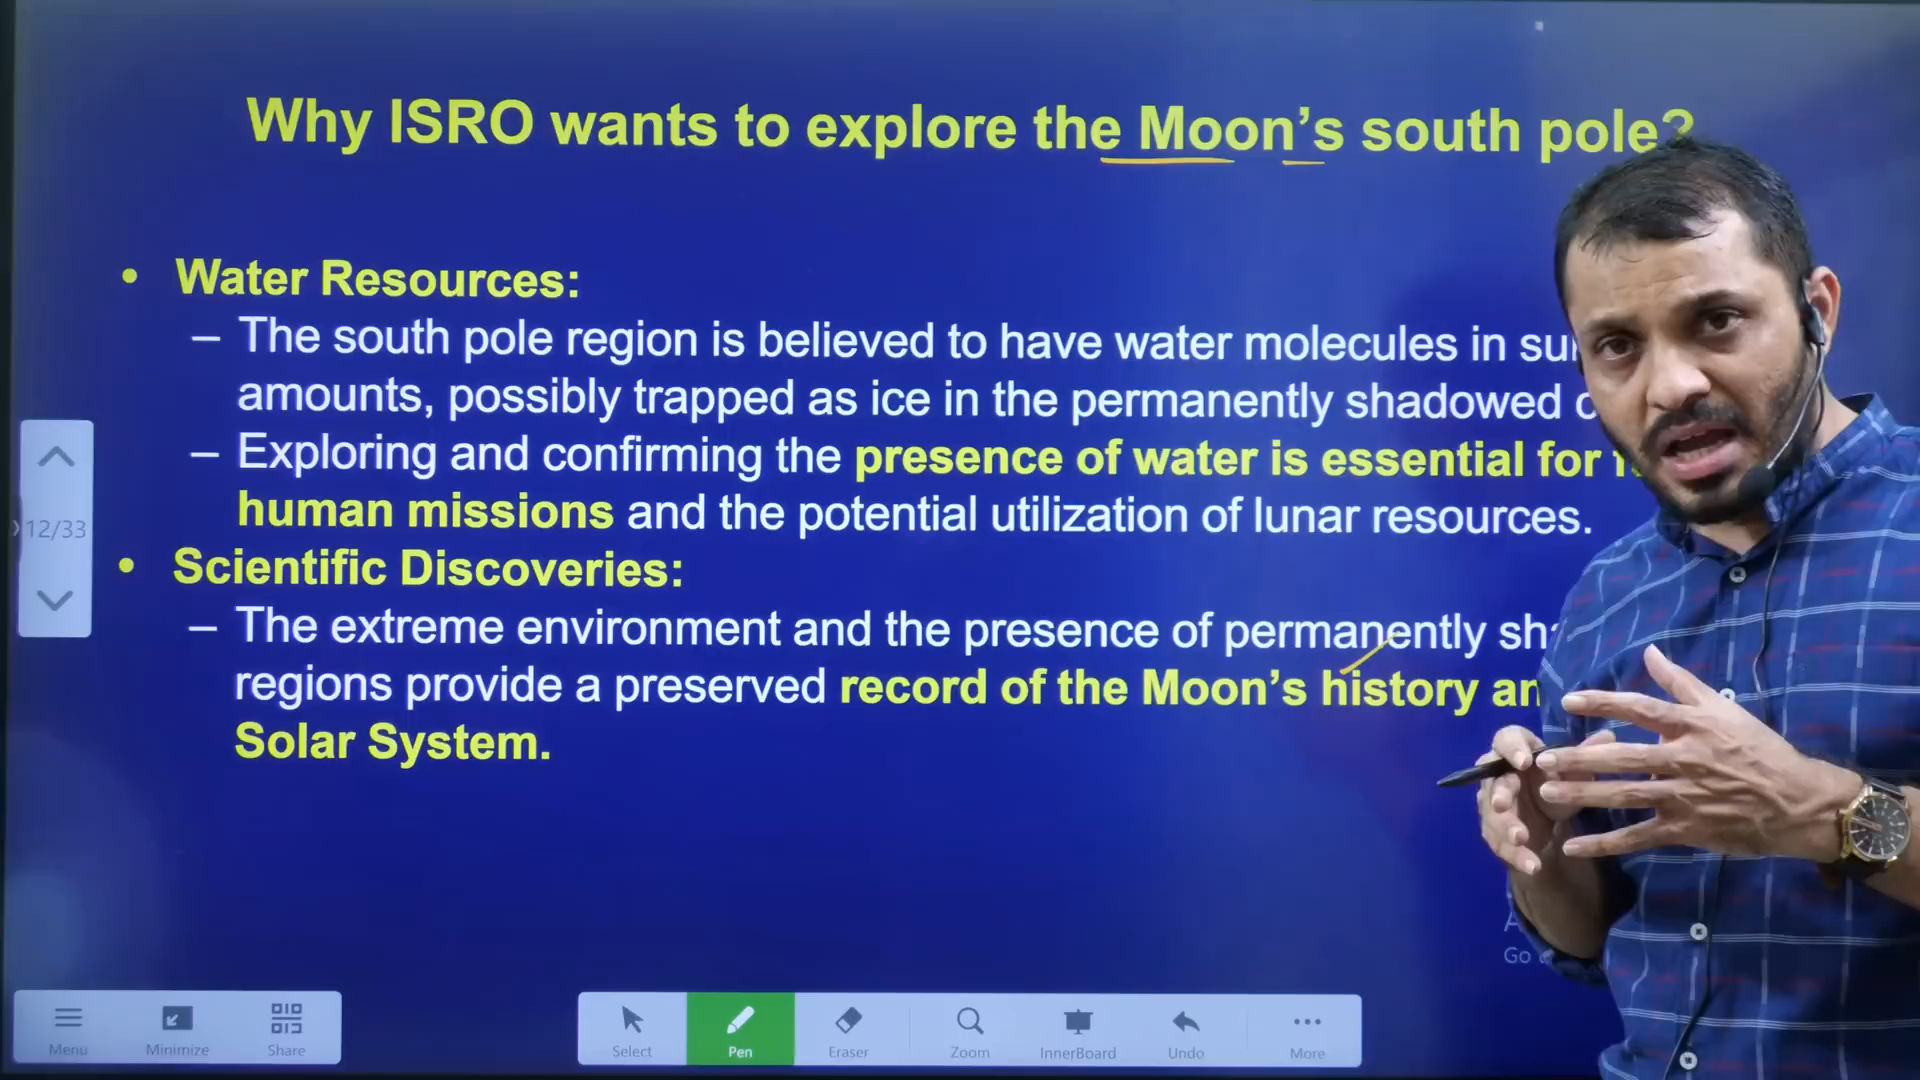 Why ISRO wants to explore the Moon's south pole?
• Water Resources:
– The south pole region is believed to have water molecules in
amounts, possibly trapped as ice in the permanently shadowed
– Exploring and confirming the presence of water is essential for
human missions and the potential utilization of lunar resources.
• Scientific Discoveries:
– The extreme environment and the presence of permanently
regions provide a preserved record of the Moon's history
Solar System.
12/33
Go
Menu Minimize Share Select Pen Eraser Zoom InnerBoard Undo More